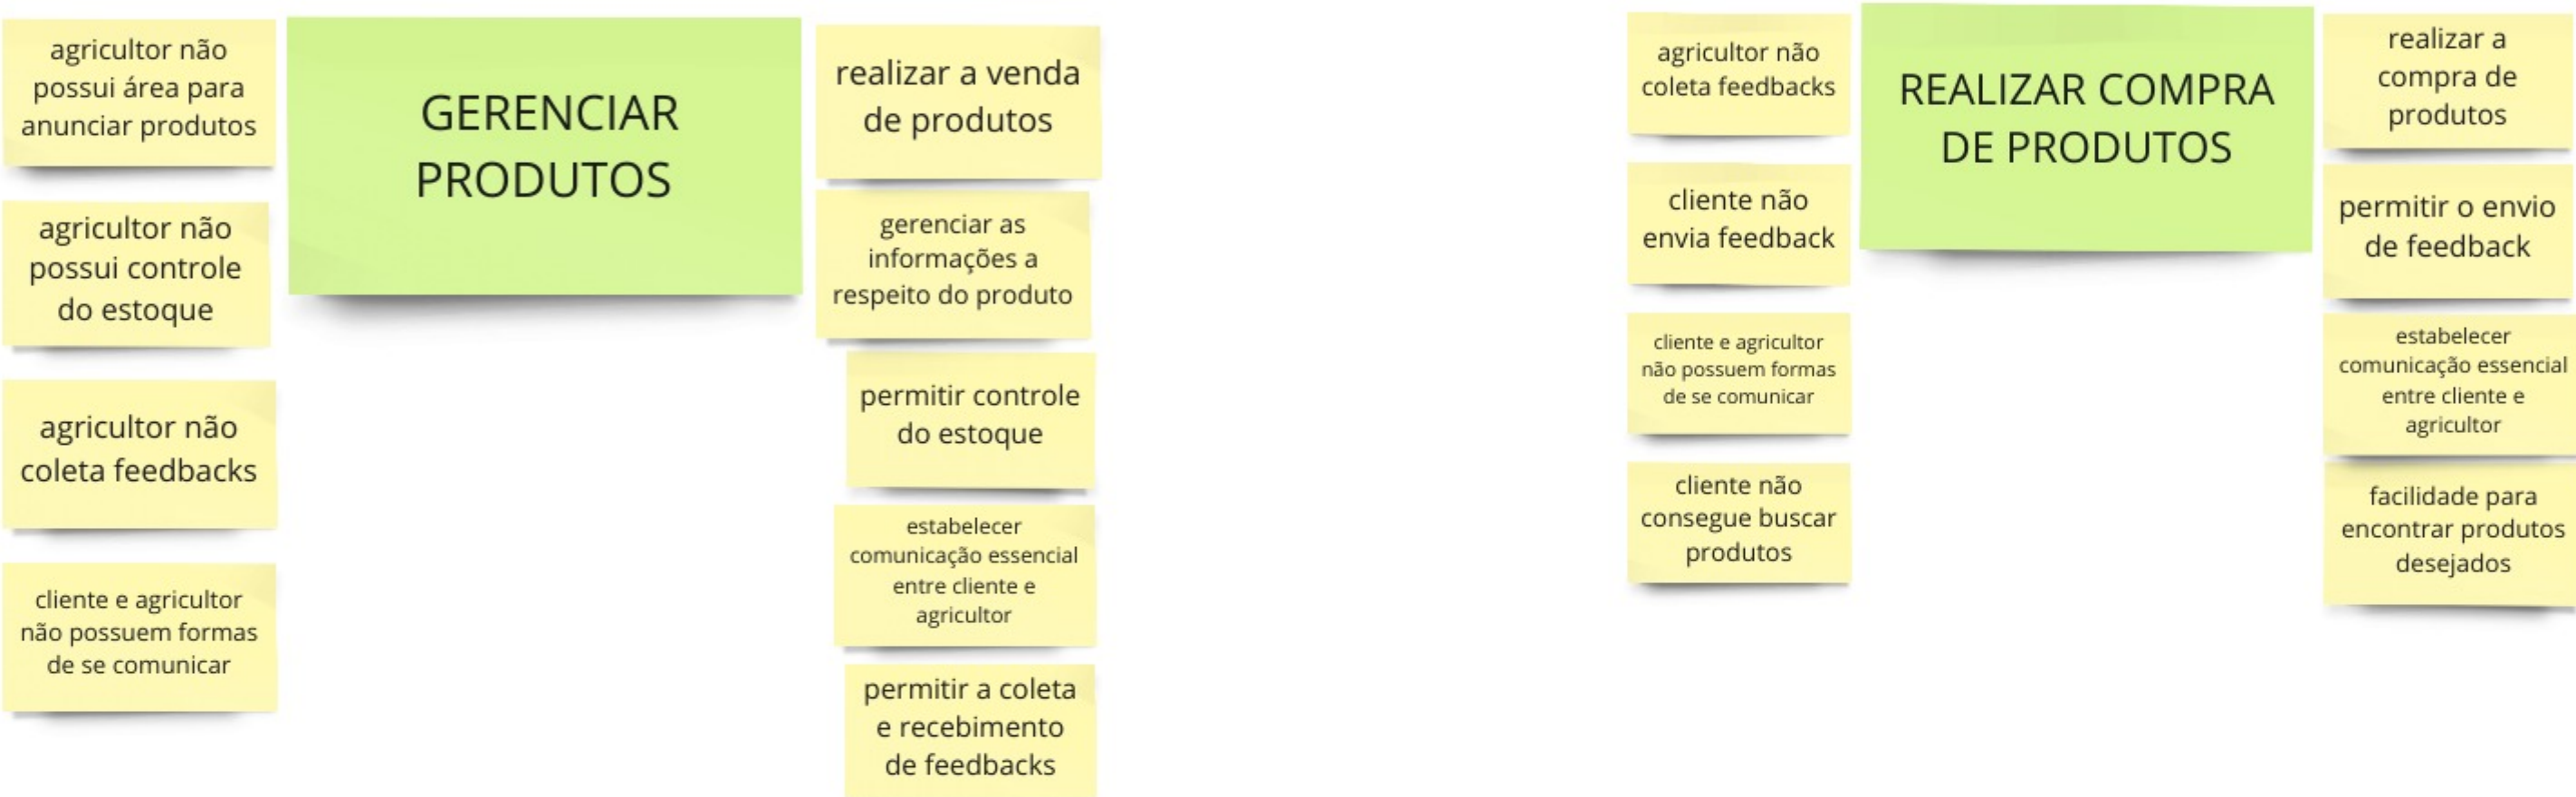 agricultor não
possui área para
anunciar produtos
agricultor não
possui controle
do estoque
agricultor não
coleta feedbacks
cliente e agricultor
não possuem formas
de se comunicar
GERENCIAR
PRODUTOS
realizar a venda
de produtos
gerenciar as
informações a
respeito do produto
permitir controle
do estoque
estabelecer
comunicação essencial
entre cliente e
agricultor
permitir a coleta
e recebimento
de feedbacks
agricultor não
coleta feedbacks
cliente não
envia feedback
cliente e agricultor
não possuem formas
de se comunicar
cliente não
consegue buscar
produtos
REALIZAR COMPRA
DE PRODUTOS
realizar a
compra de
produtos
permitir o envio
de feedback
estabelecer
comunicação essencial
entre cliente e
agricultor
facilidade para
encontrar produtos
desejados